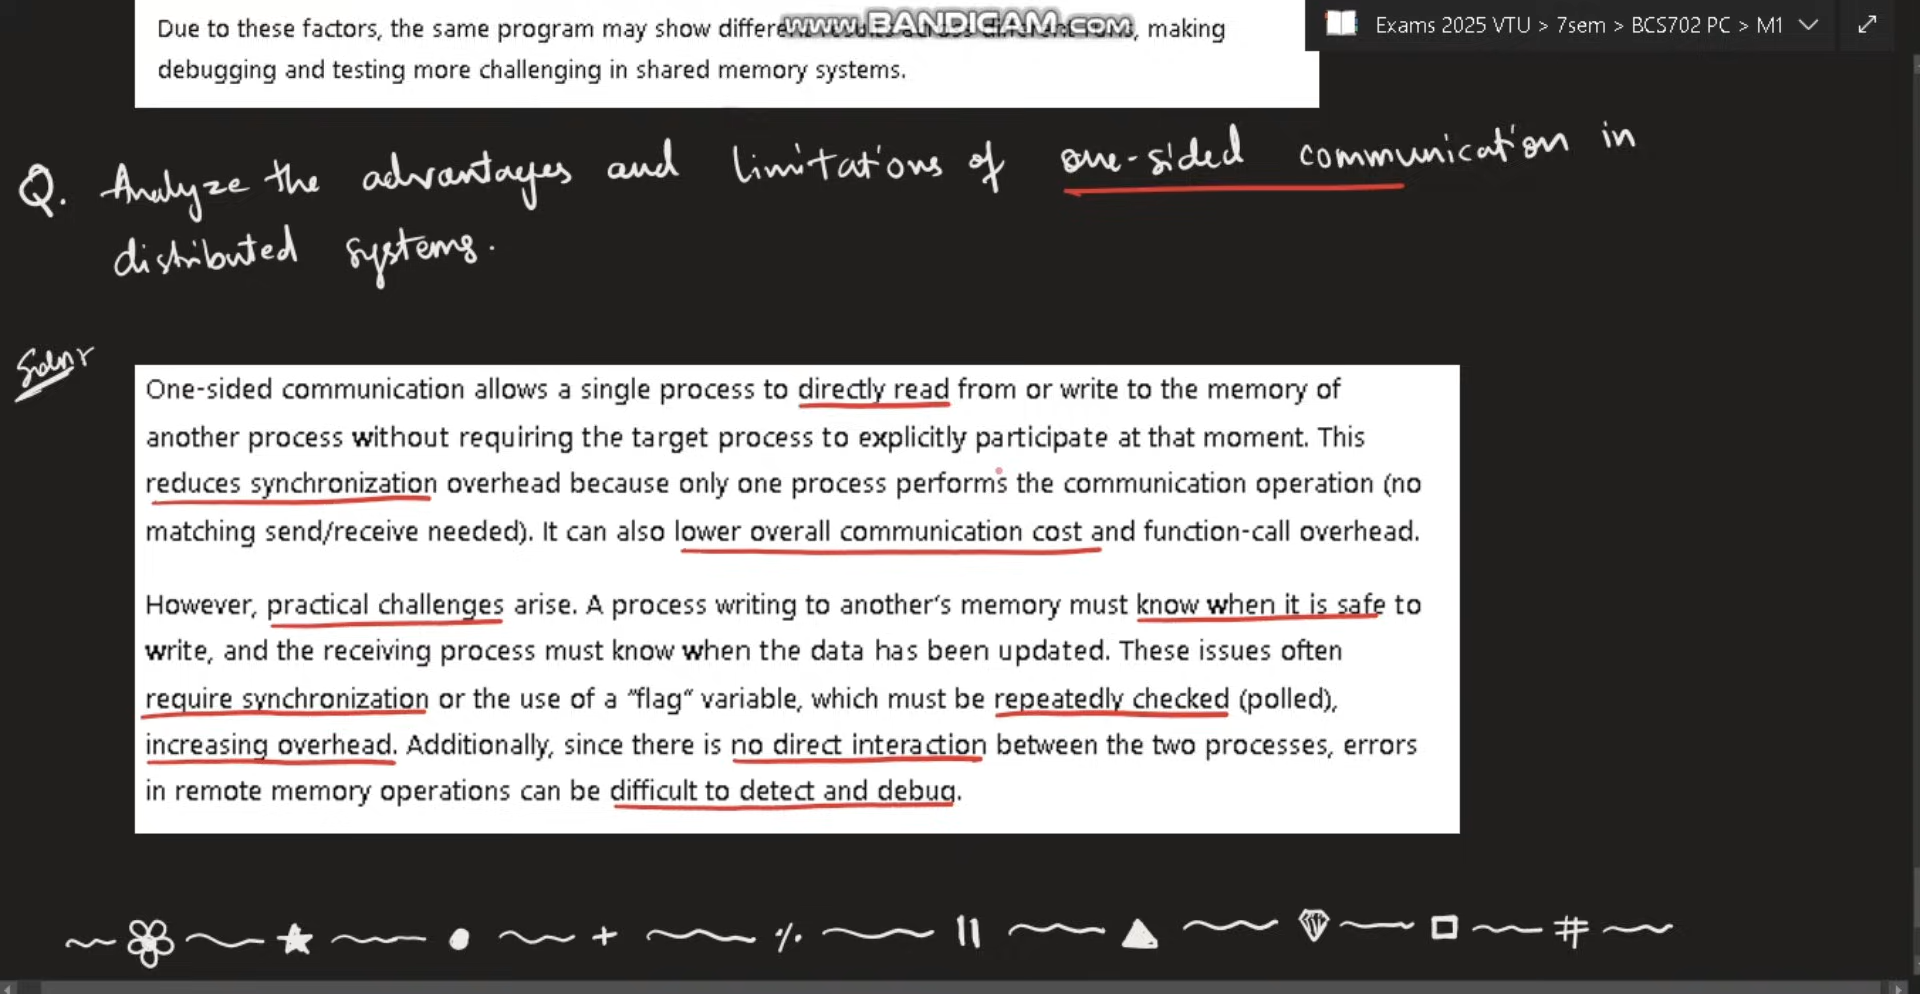 www.BANDICAM.com
Exams 2025 VTU > 7sem > BCS702 PC > M1
Due to these factors, the same program may show different results across different runs, making
debugging and testing more challenging in shared memory systems.
Q. Analyze the advantages and limitations of one-sided communication in
distributed systems.
Soln
One-sided communication allows a single process to directly read from or write to the memory of
another process without requiring the target process to explicitly participate at that moment. This
reduces synchronization overhead because only one process performs the communication operation (no
matching send/receive needed). It can also lower overall communication cost and function-call overhead.
However, practical challenges arise. A process writing to another's memory must know when it is safe to
write, and the receiving process must know when the data has been updated. These issues often
require synchronization or the use of a “flag“ variable, which must be repeatedly checked (polled),
increasing overhead. Additionally, since there is no direct interaction between the two processes, errors
in remote memory operations can be difficult to detect and debug.
+ % || #